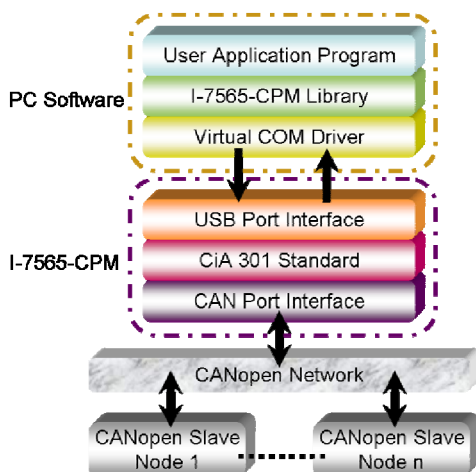 User Application Program
PC Software
I-7565-CPM Library
Virtual COM Driver
USB Port Interface
I-7565-CPM
CiA 301 Standard
CAN Port Interface
CANopen Network
CANopen Slave
Node 1
CANopen Slave
Node n